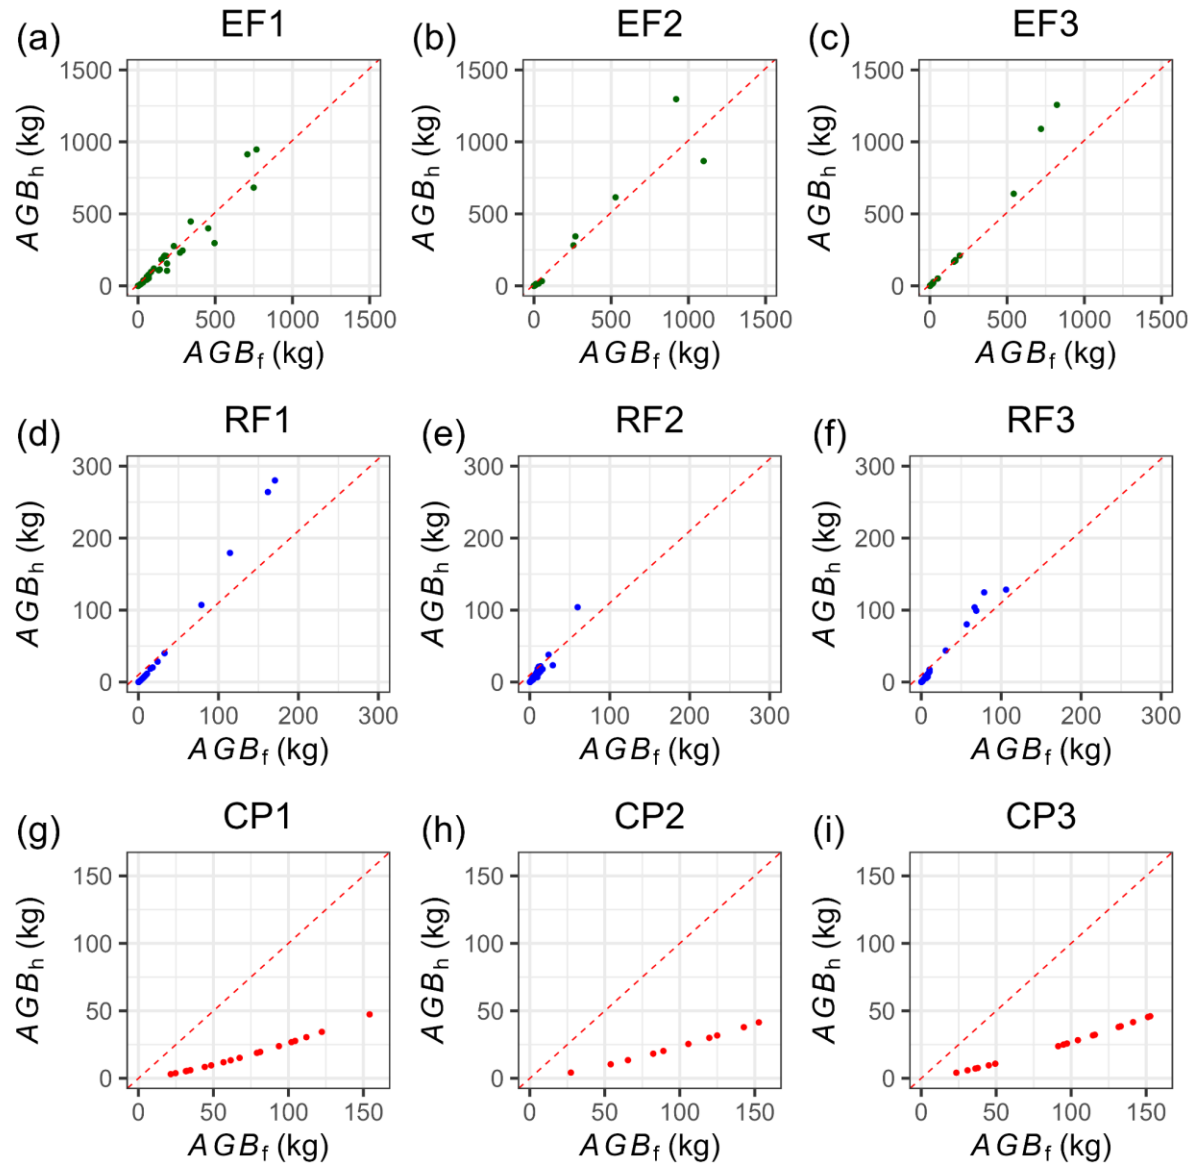 (a) EF1 (b) EF2 (c) EF3
1500 1500 1500
1000 1000 1000
500 500 500
0 0 0
AGBh (kg) AGBh (kg) AGBh (kg)
0 500 1000 1500 0 500 1000 1500 0 500 1000 1500
AGBf (kg) AGBf (kg) AGBf (kg)
(d) RF1 (e) RF2 (f) RF3
300 300 300
200 200 200
100 100 100
0 0 0
AGBh (kg) AGBh (kg) AGBh (kg)
0 100 200 300 0 100 200 300 0 100 200 300
AGBf (kg) AGBf (kg) AGBf (kg)
(g) CP1 (h) CP2 (i) CP3
150 150 150
100 100 100
50 50 50
0 0 0
AGBh (kg) AGBh (kg) AGBh (kg)
0 50 100 150 0 50 100 150 0 50 100 150
AGBf (kg) AGBf (kg) AGBf (kg)